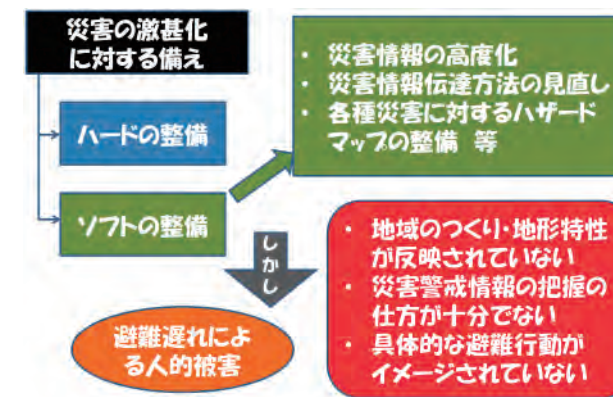 災害の激甚化
に対する備え
ハードの整備
ソフトの整備
・ 災害情報の高度化
・ 災害情報伝達方法の見直し
・ 各種災害に対するハザード
マップの整備 等
しかし
避難遅れによ
る人的被害
・ 地域のつくり・地形特性
が反映されていない
・ 災害警戒情報の把握の
仕方が十分でない
・ 具体的な避難行動が
イメージされていない